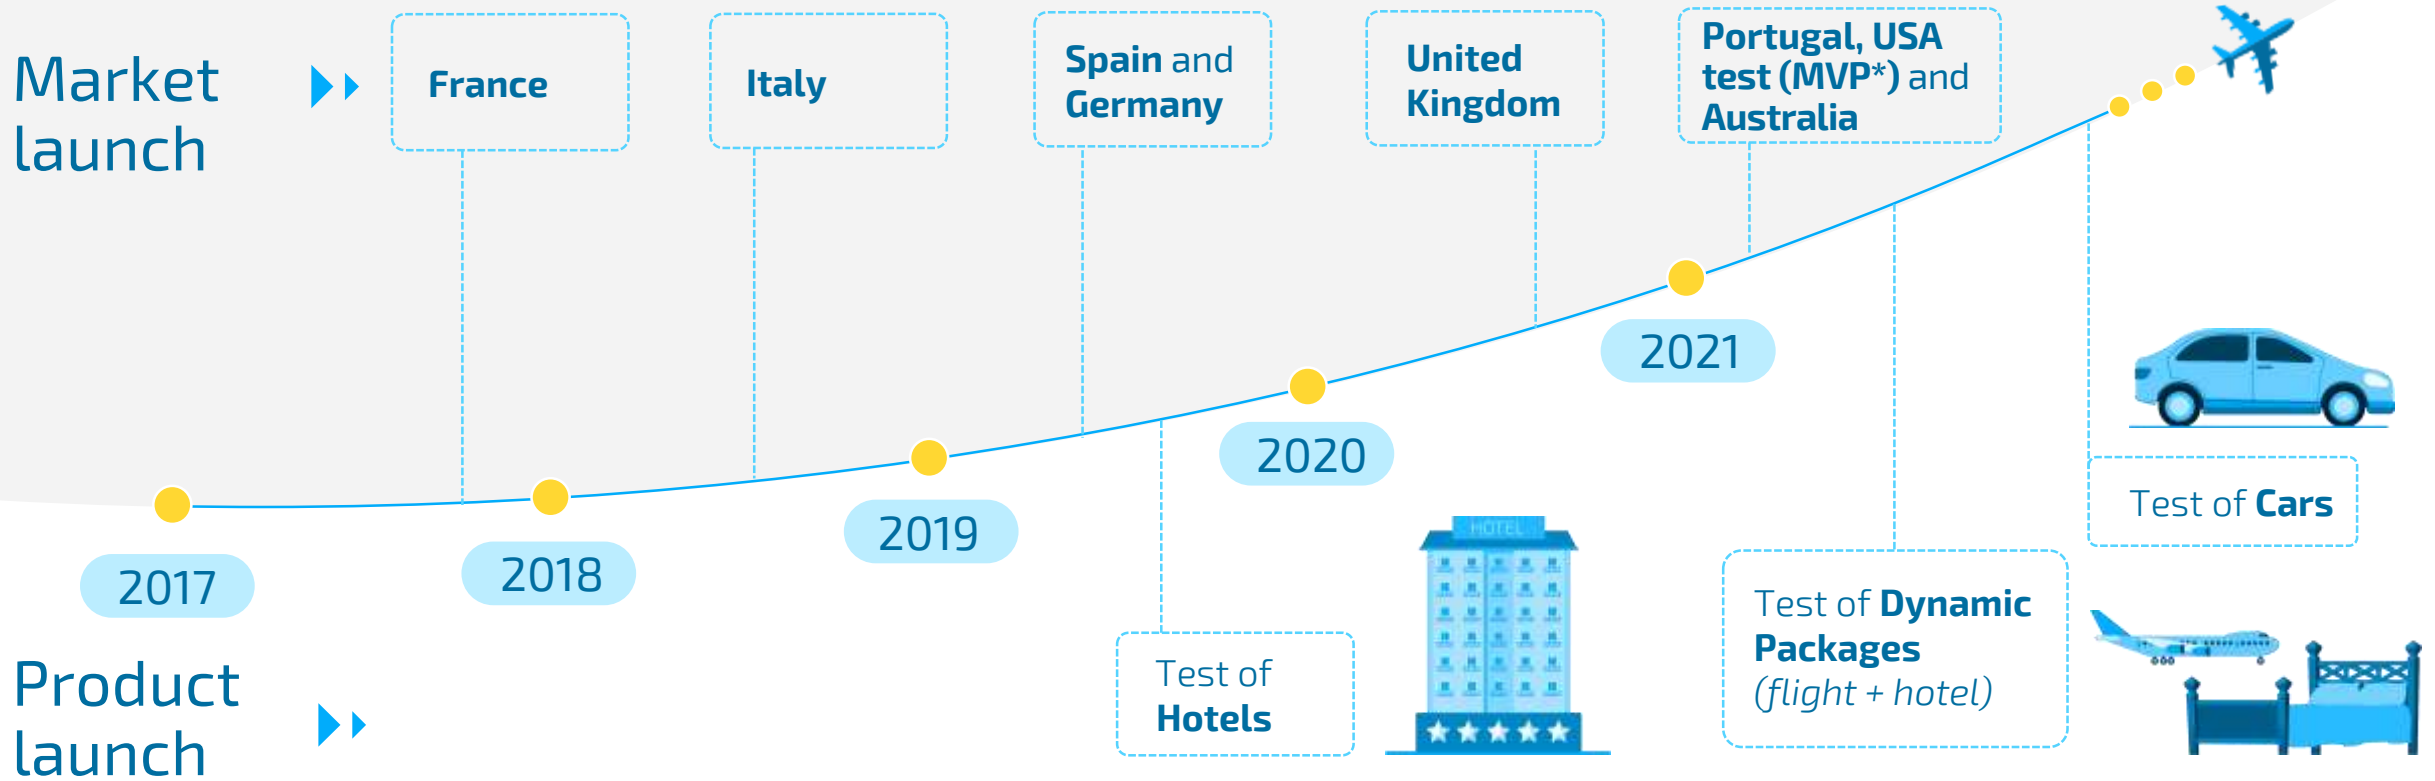 Market
launch
France
Italy
Spain and
Germany
United
Kingdom
Portugal, USA
test (MVP*) and
Australia
2017
2018
2019
2020
2021
Product
launch
Test of
Hotels
HOTEL
Test of Dynamic
Packages
(flight + hotel)
Test of Cars